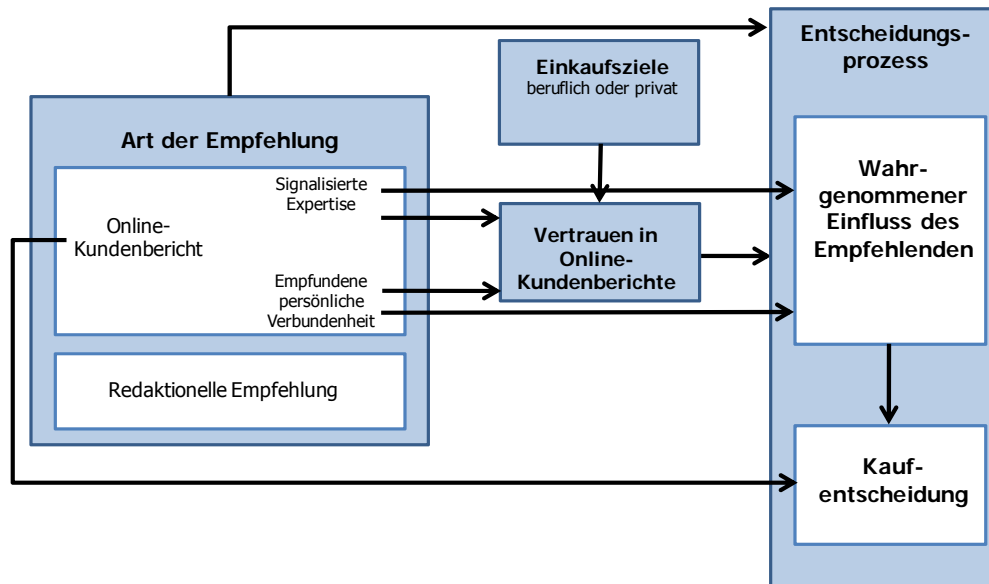 Art der Empfehlung
Online-
Kundenbericht
Signalisierte
Expertise
Empfundene
persönliche
Verbundenheit
Redaktionelle Empfehlung
Einkaufsziele
beruflich oder privat
Vertrauen in
Online-
Kundenberichte
Entscheidungs-
prozess
Wahr-
genommener
Einfluss des
Empfehlenden
Kauf-
entscheidung